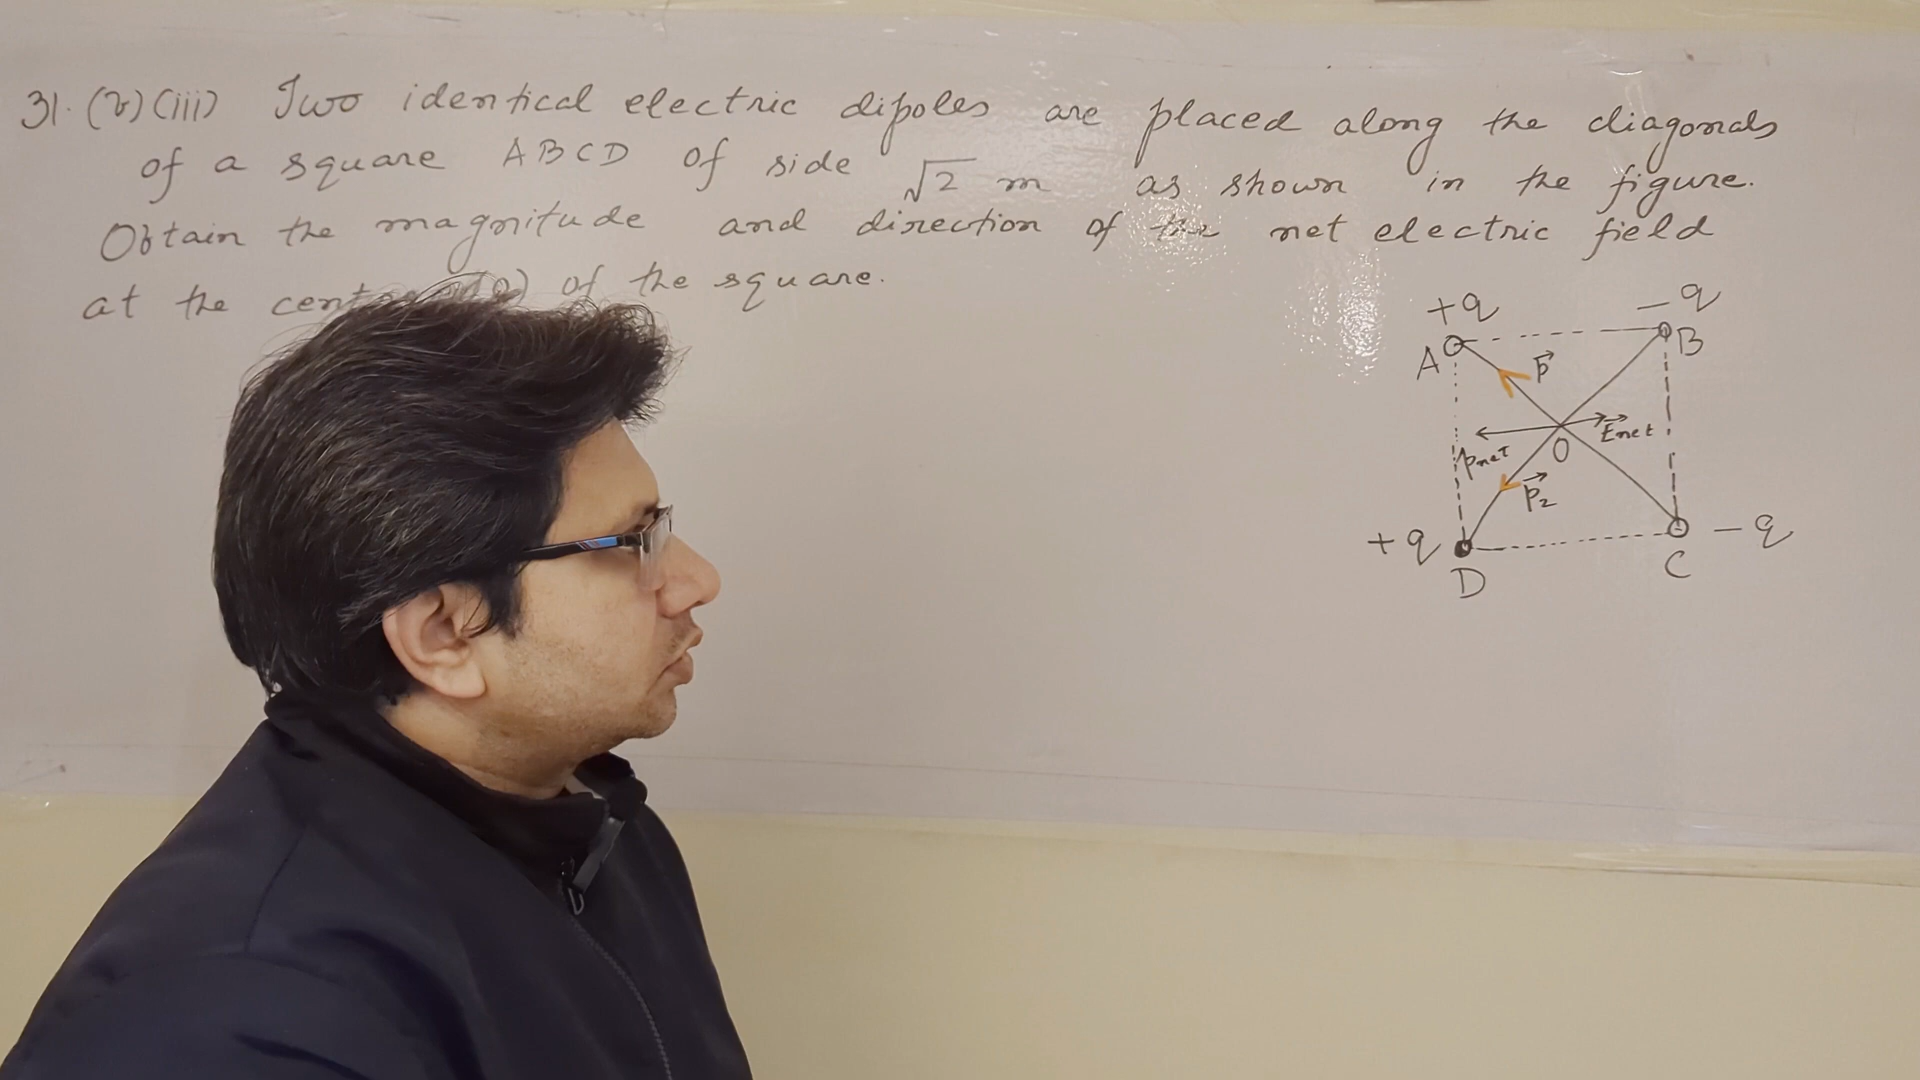 31. (b) (iii) Two identical electric dipoles are placed along the diagonals
of a square ABCD of side √2 m as shown in the figure.
Obtain the magnitude and direction of the net electric field
at the of the square.
+q -q
A B
p⃗
p_net O E⃗net
p⃗₂
+q -q
D C